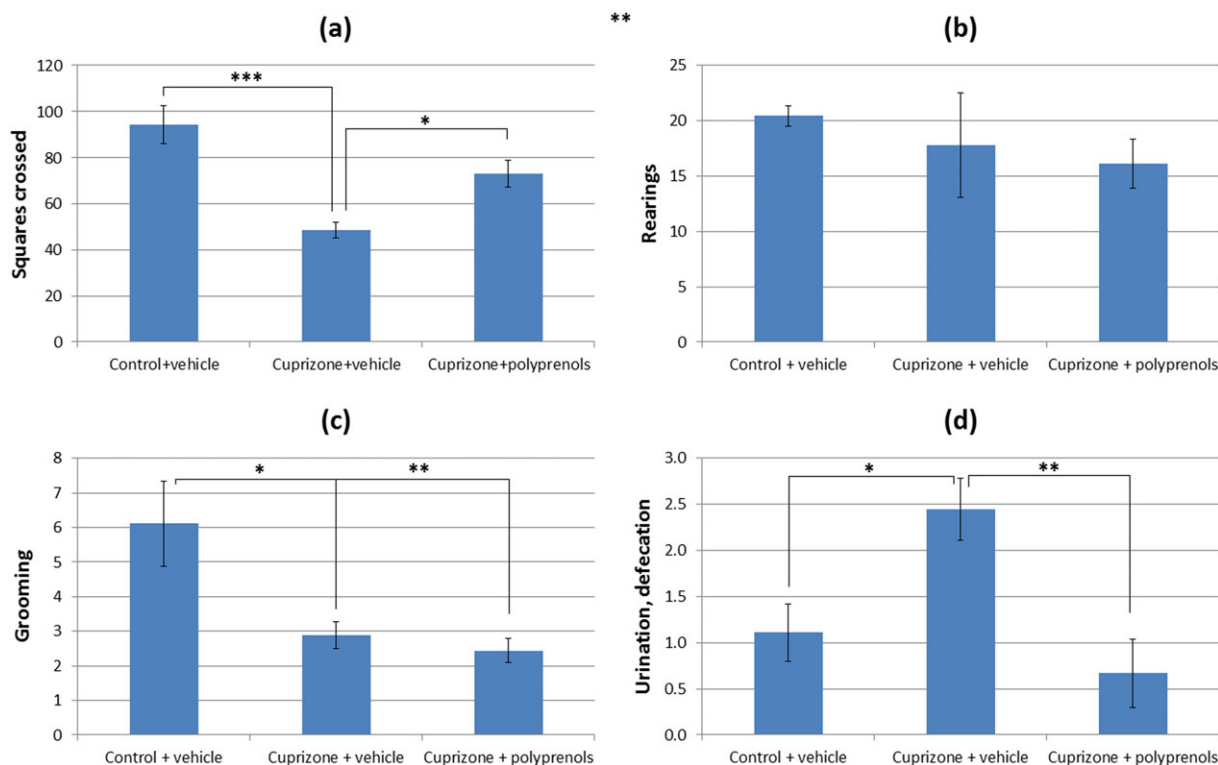 (a)
***
*
120
100
80
60
40
20
0
Squares crossed
Control+vehicle Cuprizone+vehicle Cuprizone+polyprenols
**
(b)
25
20
15
10
5
0
Rearings
Control + vehicle Cuprizone + vehicle Cuprizone + polyprenols
(c)
* **
8
7
6
5
4
3
2
1
0
Grooming
Control + vehicle Cuprizone + vehicle Cuprizone + polyprenols
(d)
* **
3.0
2.5
2.0
1.5
1.0
0.5
0.0
Urination, defecation
Control + vehicle Cuprizone + vehicle Cuprizone + polyprenols